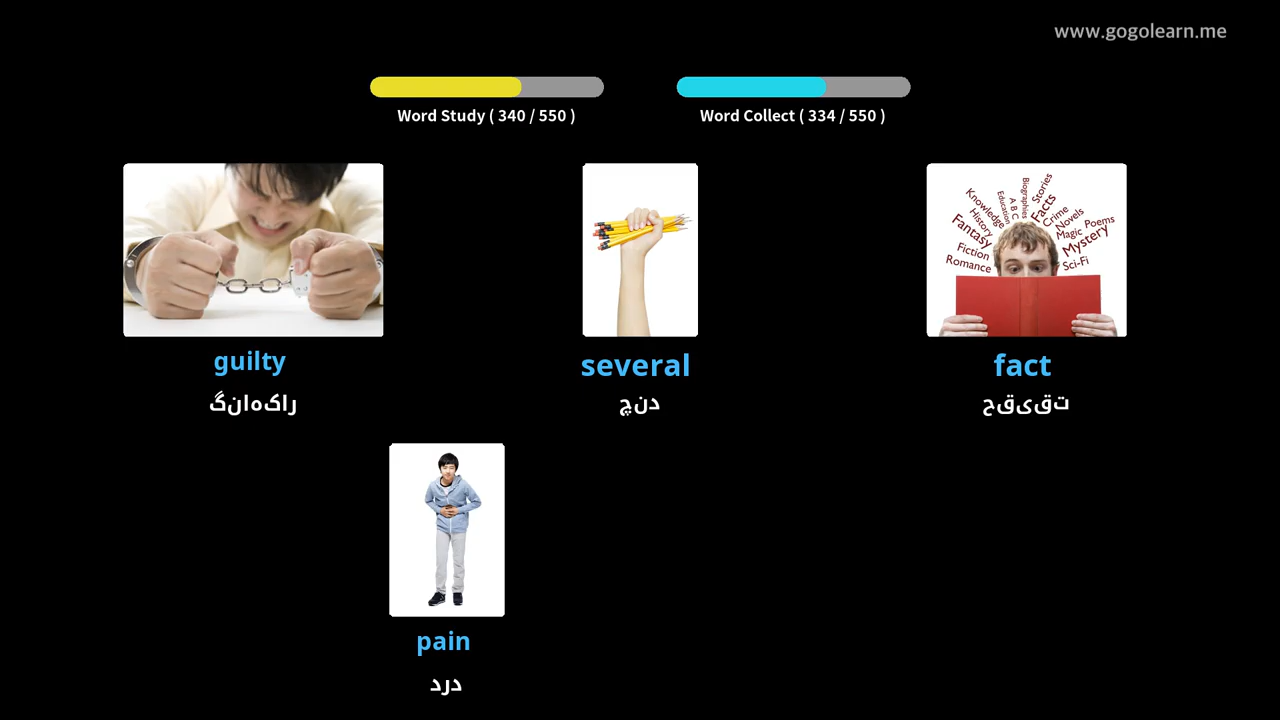 www.gogolearn.me
Word Study ( 340 / 550 )
Word Collect ( 334 / 550 )
Knowledge
History
Fantasy
Fiction
Romance
Education
A B C
Biographies
Stories
Facts
Crime
Novels
Magic
Poems
Mystery
Sci-Fi
guilty
راکهانگ
several
دنچ
fact
تقیقح
pain
درد